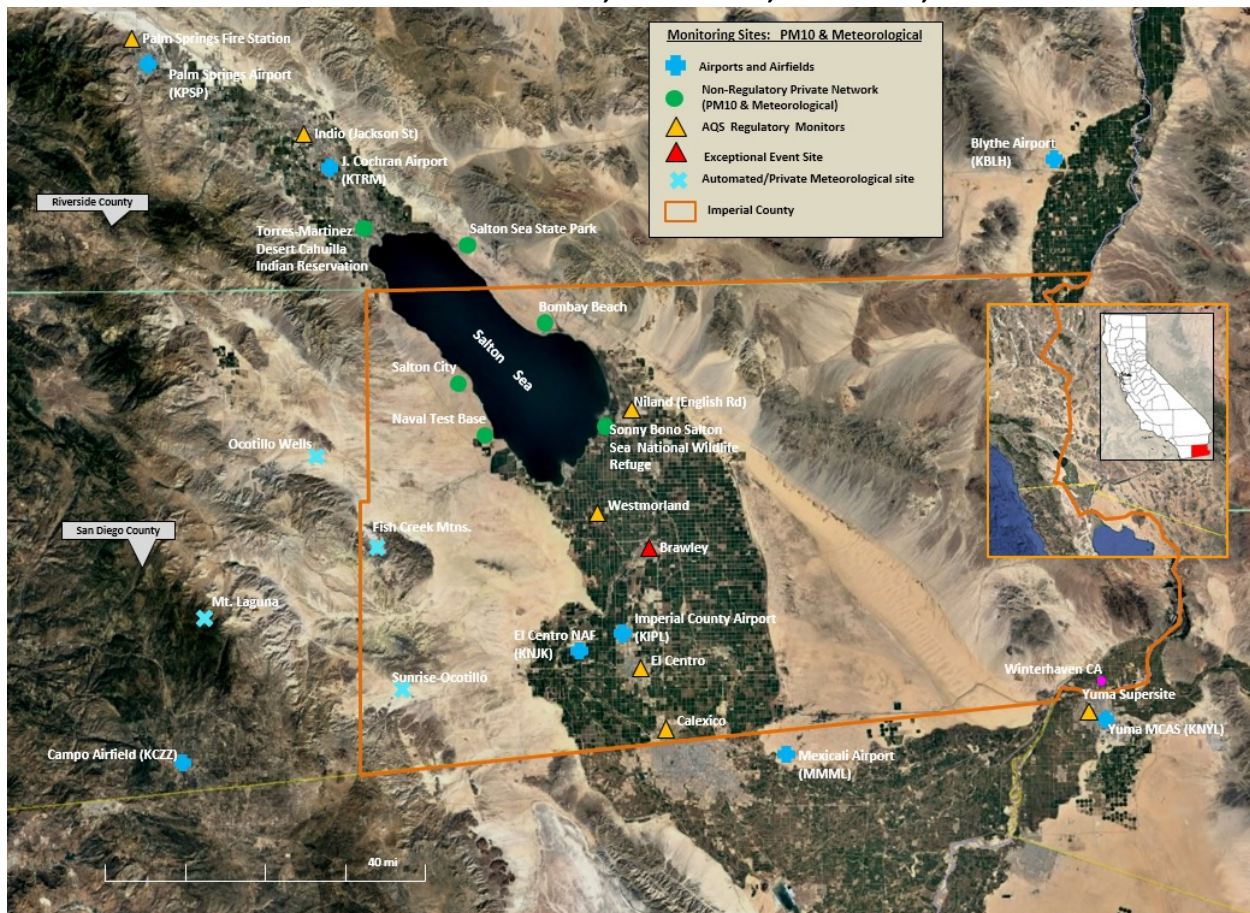 Palm Springs Fire Station
Palm Springs Airport
(KPSP)
Indio (Jackson St)
J. Cochran Airport
(KTRM)
Riverside County
Torres-Martinez
Desert Cahuilla
Indian Reservation
Salton Sea State Park
Monitoring Sites: PM10 & Meteorological
Airports and Airfields
Non-Regulatory Private Network
(PM10 & Meteorological)
AQS Regulatory Monitors
Exceptional Event Site
Automated/Private Meteorological site
Imperial County
Blythe Airport
(KBLH)
Bombay Beach
Salton Sea
Salton City
Niland (English Rd)
Naval Test Base
Sonny Bono Salton
Sea National Wildlife
Refuge
Ocotillo Wells
Westmorland
San Diego County
Fish Creek Mtns.
Brawley
Mt. Laguna
Imperial County Airport
(KIPL)
El Centro NAF
(KNJK)
El Centro
Sunrise-Ocotillo
Winterhaven CA
Yuma Supersite
Calexico
Yuma MCAS (KNYL)
Campo Airfield (KCZZ)
Mexicali Airport
(MMML)
40 mi